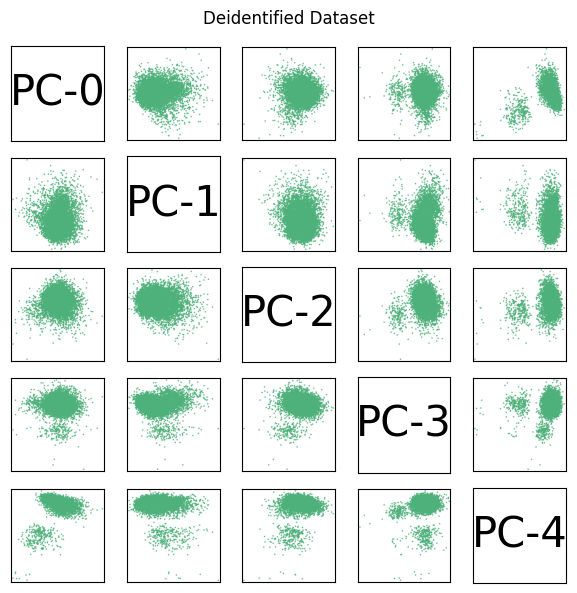 Deidentified Dataset
PC-0
PC-1
PC-2
PC-3
PC-4